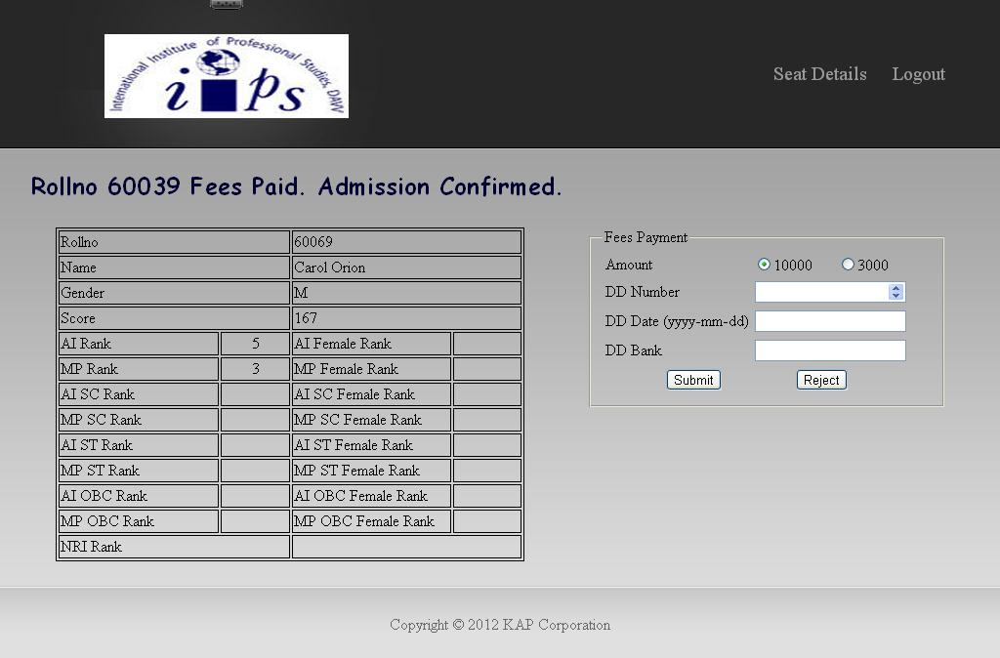 International Institute of Professional Studies, DAVV
i ps
Seat Details Logout
Rollno 60039 Fees Paid. Admission Confirmed.
Rollno 60069
Name Carol Orion
Gender M
Score 167
AI Rank 5 AI Female Rank
MP Rank 3 MP Female Rank
AI SC Rank AI SC Female Rank
MP SC Rank MP SC Female Rank
AI ST Rank AI ST Female Rank
MP ST Rank MP ST Female Rank
AI OBC Rank AI OBC Female Rank
MP OBC Rank MP OBC Female Rank
NRI Rank
Fees Payment
Amount 10000 3000
DD Number
DD Date (yyyy-mm-dd)
DD Bank
Submit Reject
Copyright © 2012 KAP Corporation